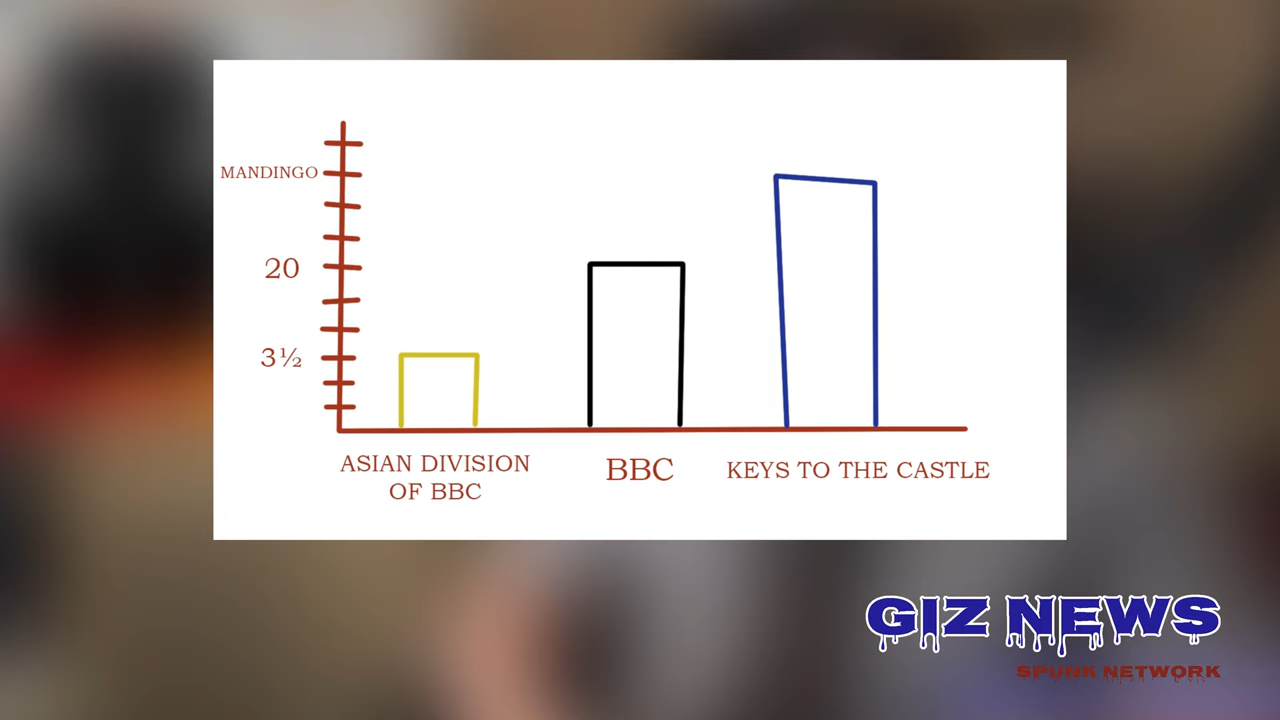 MANDINGO
20
3½
ASIAN DIVISION
OF BBC
BBC
KEYS TO THE CASTLE
GIZ NEWS
SPUNK NETWORK